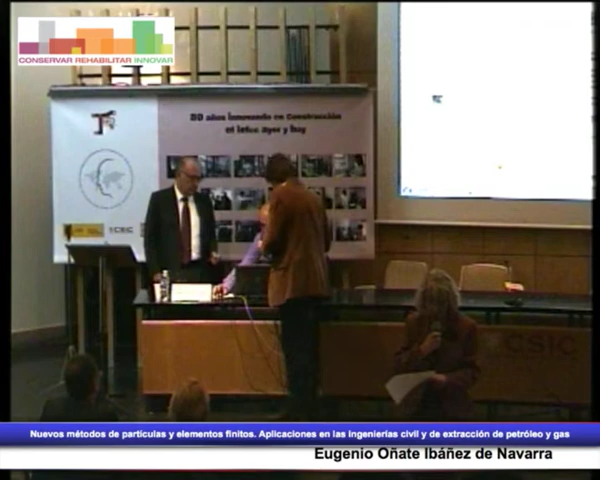 CONSERVAR REHABILITAR INNOVAR
80 años innovando en Construcción
el Ietcc ayer y hoy
CSIC
CSIC
Nuevos métodos de partículas y elementos finitos. Aplicaciones en las ingenierías civil y de extracción de petróleo y gas
Eugenio Oñate Ibáñez de Navarra